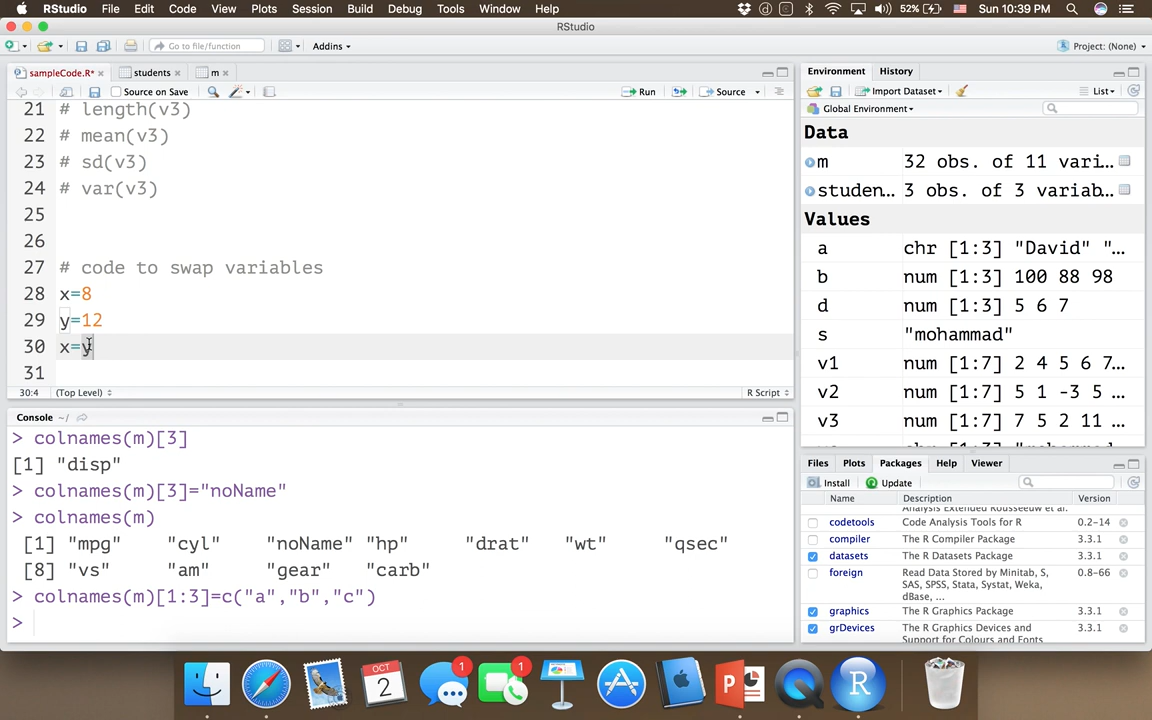 RStudio File Edit Code View Plots Session Build Debug Tools Window Help 52% Sun 10:39 PM
RStudio
Go to file/function Addins Project: (None)
sampleCode.R* students m
Source on Save Run Source
21 # length(v3)
22 # mean(v3)
23 # sd(v3)
24 # var(v3)
25
26
27 # code to swap variables
28 x=8
29 y=12
30 x=y
31
30:4 (Top Level) R Script
Console ~/
> colnames(m)[3]
[1] "disp"
> colnames(m)[3]="noName"
> colnames(m)
[1] "mpg" "cyl" "noName" "hp" "drat" "wt" "qsec"
[8] "vs" "am" "gear" "carb"
> colnames(m)[1:3]=c("a","b","c")
>
Environment History
Import Dataset List
Global Environment
Data
m 32 obs. of 11 vari…
studen… 3 obs. of 3 variab…
Values
a chr [1:3] "David" "…
b num [1:3] 100 88 98
d num [1:3] 5 6 7
s "mohammad"
v1 num [1:7] 2 4 5 6 7…
v2 num [1:7] 5 1 -3 5 …
v3 num [1:7] 7 5 2 11 …
Files Plots Packages Help Viewer
Install Update
Name Description Version
Analysis Extended Rousseeuw et al.
codetools Code Analysis Tools for R 0.2-14
compiler The R Compiler Package 3.3.1
datasets The R Datasets Package 3.3.1
foreign Read Data Stored by Minitab, S, 0.8-66
SAS, SPSS, Stata, Systat, Weka,
dBase, ...
graphics The R Graphics Package 3.3.1
grDevices The R Graphics Devices and 3.3.1
Support for Colours and Fonts
OCT
2
1
1
R